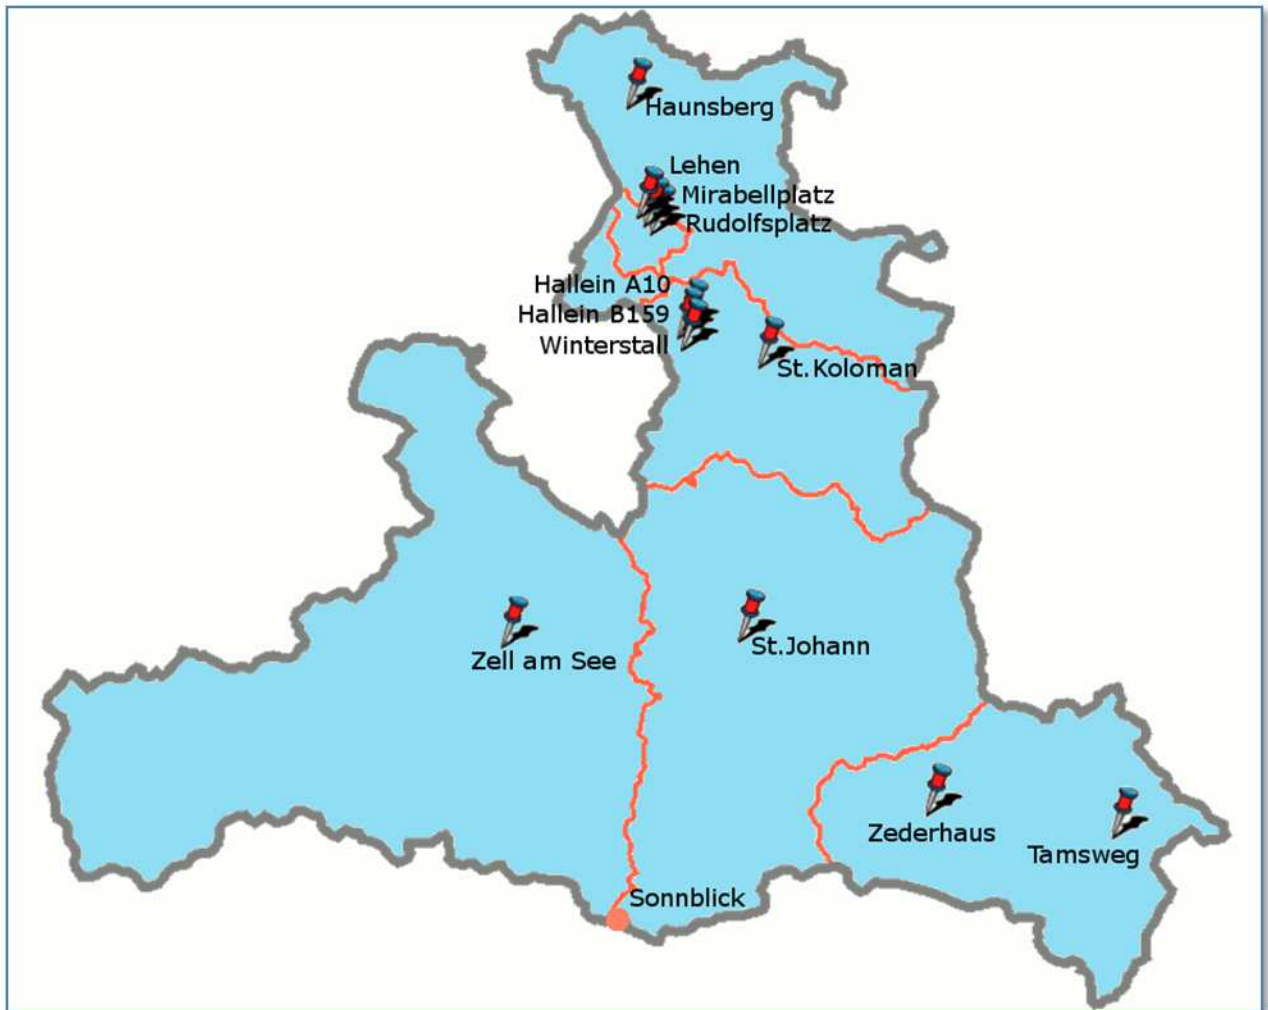 Haunsberg
Lehen
Mirabellplatz
Rudolfsplatz
Hallein A10
Hallein B159
Winterstall
St.Koloman
St.Johann
Zell am See
Zederhaus
Tamsweg
Sonnblick